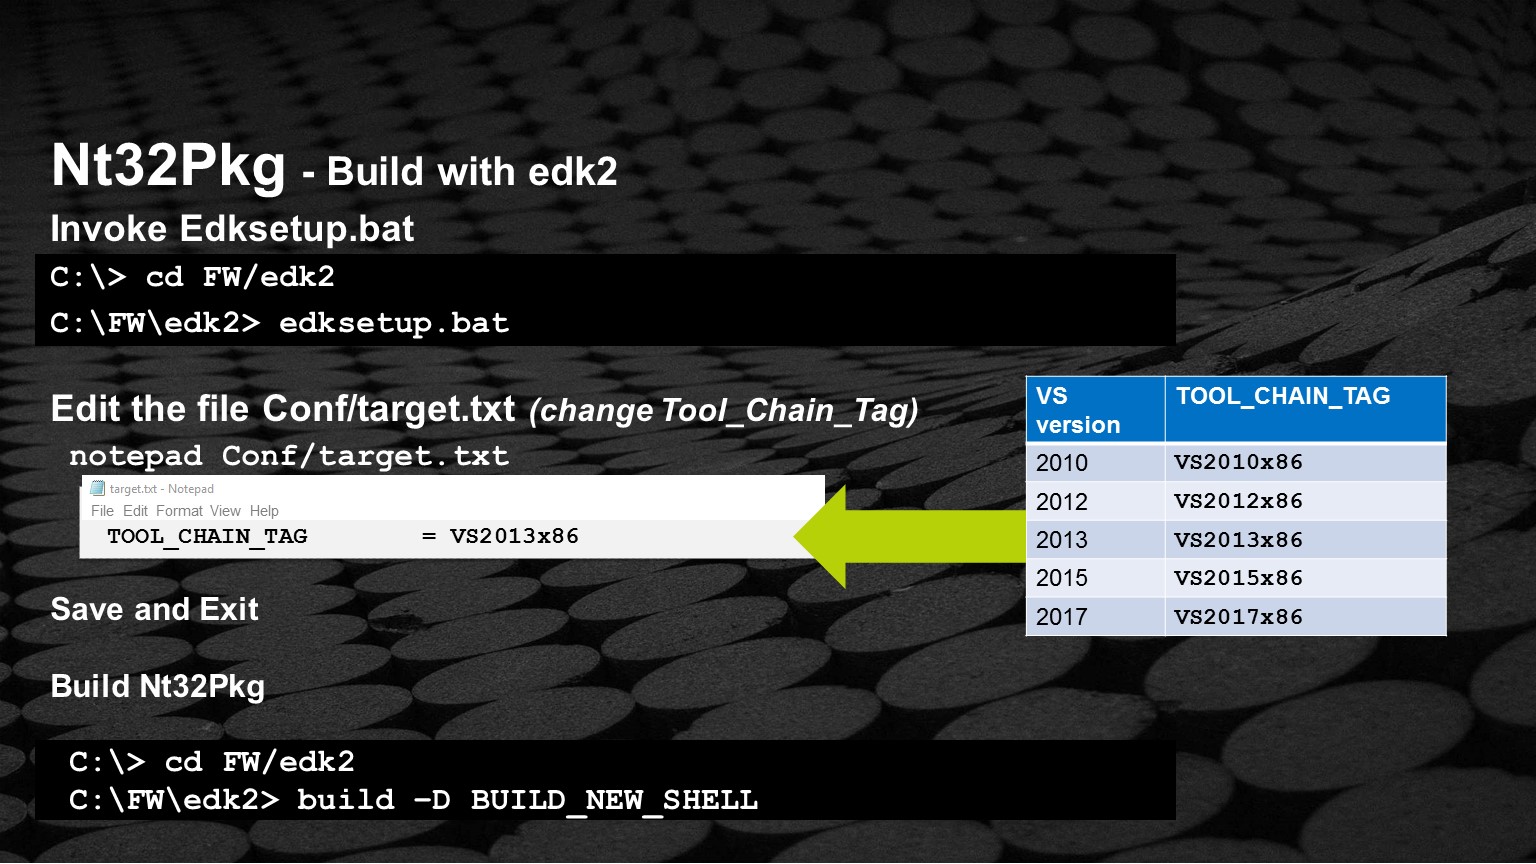 Nt32Pkg - Build with edk2
Invoke Edksetup.bat
C:\> cd FW/edk2
C:\FW\edk2> edksetup.bat
Edit the file Conf/target.txt (change Tool_Chain_Tag)
notepad Conf/target.txt
target.txt - Notepad
File Edit Format View Help
TOOL_CHAIN_TAG = VS2013x86
VS TOOL_CHAIN_TAG
version
2010 VS2010x86
2012 VS2012x86
2013 VS2013x86
2015 VS2015x86
2017 VS2017x86
Save and Exit
Build Nt32Pkg
C:\> cd FW/edk2
C:\FW\edk2> build –D BUILD_NEW_SHELL